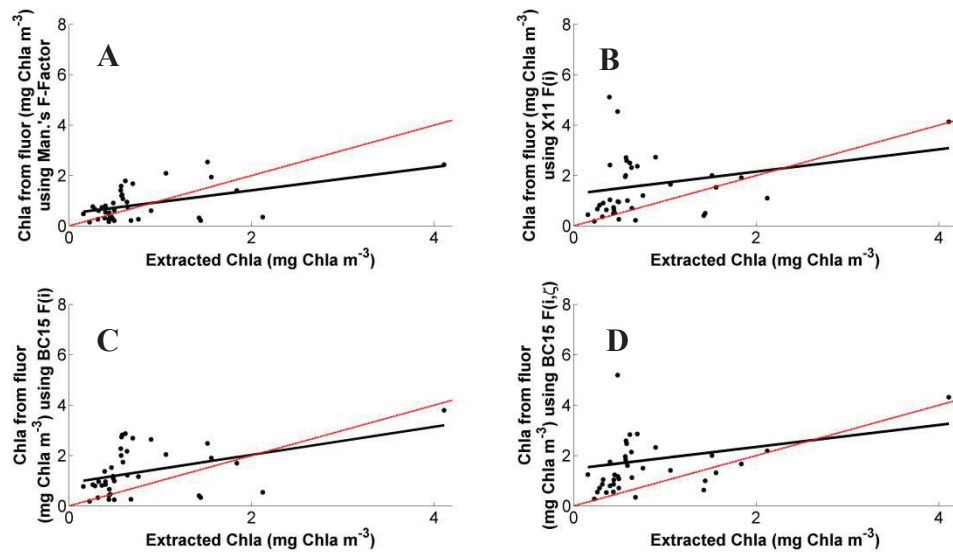 A
Chla from fluor (mg Chla m⁻³)
using Man.'s F-Factor
8
6
4
2
0
0
2
4
Extracted Chla (mg Chla m⁻³)
B
Chla from fluor (mg Chla m⁻³)
using X11 F(i)
8
6
4
2
0
0
2
4
Extracted Chla (mg Chla m⁻³)
C
Chla from fluor
(mg Chla m⁻³) using BC15 F(i)
8
6
4
2
0
0
2
4
Extracted Chla (mg Chla m⁻³)
D
Chla from fluor
(mg Chla m⁻³) using BC15 F(i,ζ)
8
6
4
2
0
0
2
4
Extracted Chla (mg Chla m⁻³)